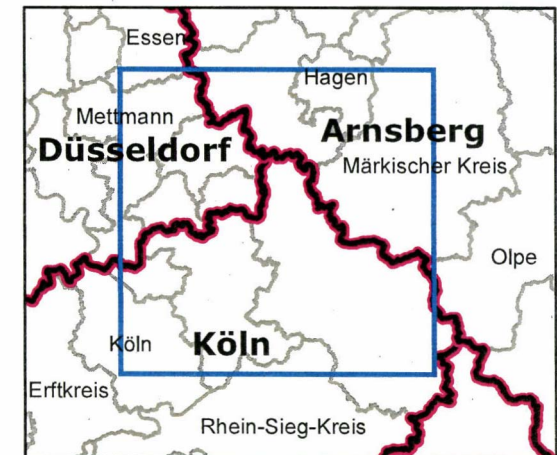 Essen
Hagen
Mettmann
Arnsberg
Düsseldorf
Märkischer Kreis
Olpe
Köln
Köln
Erftkreis
Rhein-Sieg-Kreis